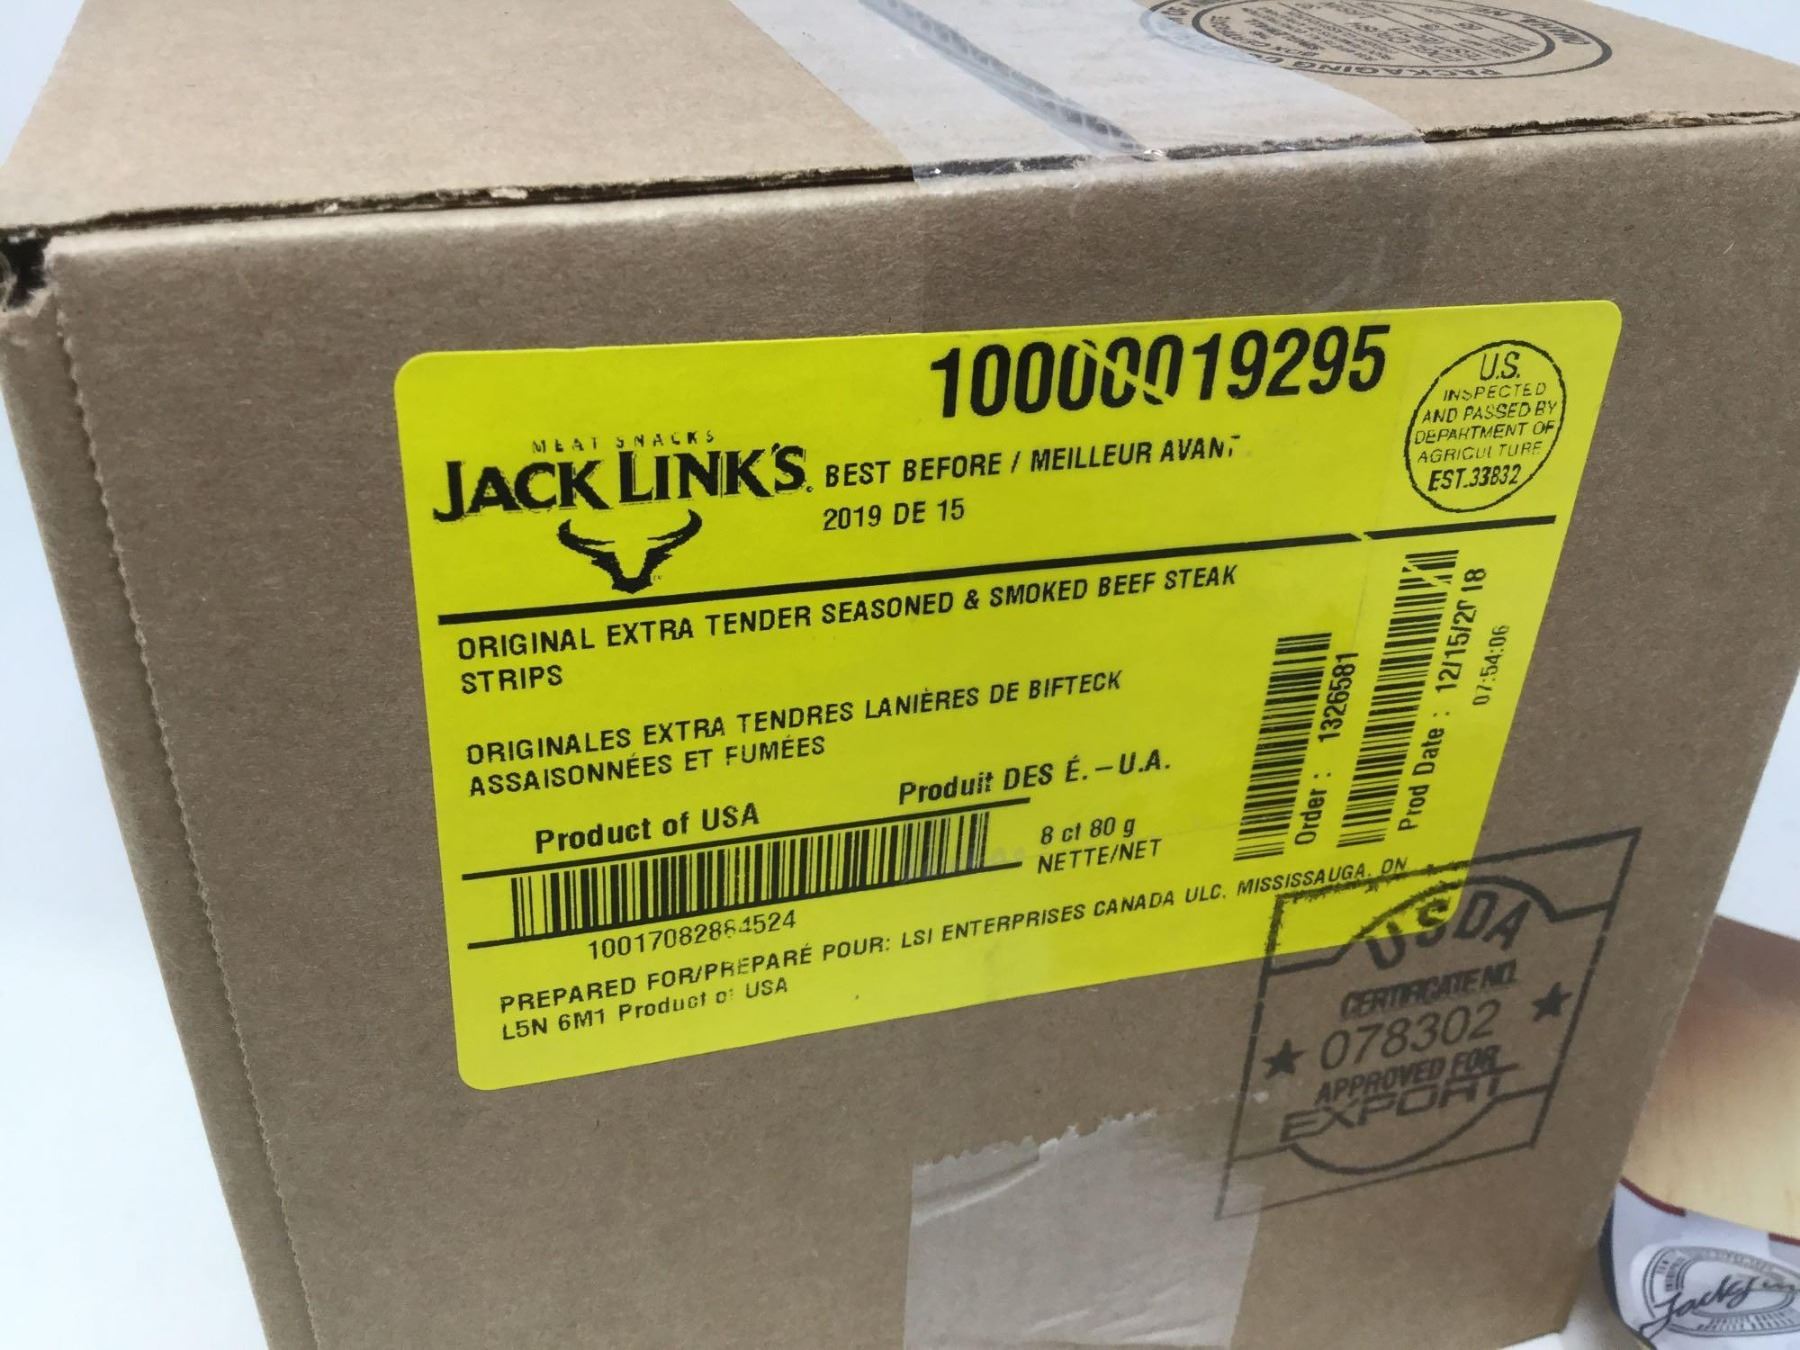 PACKAGING
10000019295
U.S.
INSPECTED
AND PASSED BY
DEPARTMENT OF
AGRICULTURE
EST.33832
MEAT SNACKS
JACK LINK'S.
BEST BEFORE / MEILLEUR AVANT
2019 DE 15
ORIGINAL EXTRA TENDER SEASONED & SMOKED BEEF STEAK
STRIPS
ORIGINALES EXTRA TENDRES LANIÈRES DE BIFTECK
ASSAISONNÉES ET FUMÉES
Product of USA
Produit DES É.–U.A.
8 ct 80 g
NETTE/NET
10017082884524
Order : 1326581
Prod Date : 12/15/2018
07:54:06
PREPARED FOR/PREPARÉ POUR: LSI ENTERPRISES CANADA ULC. MISSISSAUGA. ON
L5N 6M1 Product of USA
USDA
CERTIFICATE NO.
078302
APPROVED FOR
EXPORT